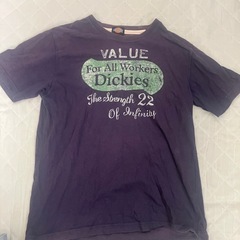 VALUE
For All Workers
Dickies
The Strength 22
Of Infinity